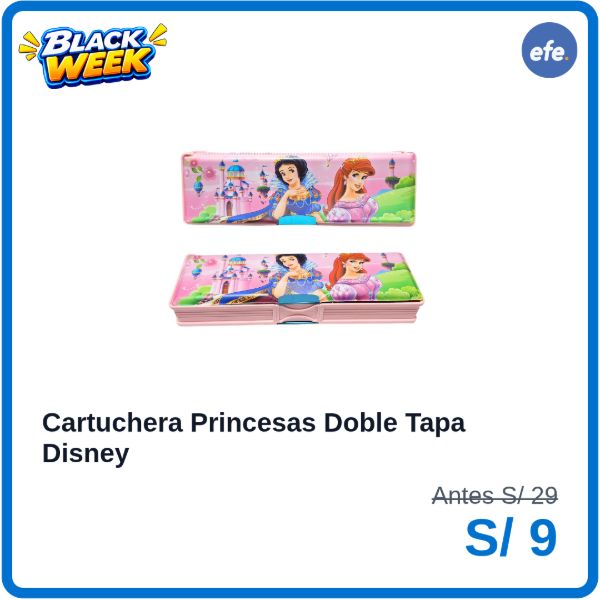 BLACK
WEEK
efe.
Cartuchera Princesas Doble Tapa
Disney
Antes S/ 29
S/ 9